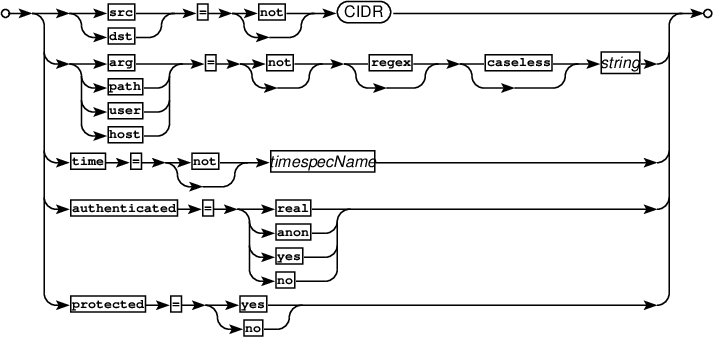 src = not CIDR
dst
arg = not regex caseless string
path
user
host
time = not timespecName
authenticated = real
anon
yes
no
protected = yes
no